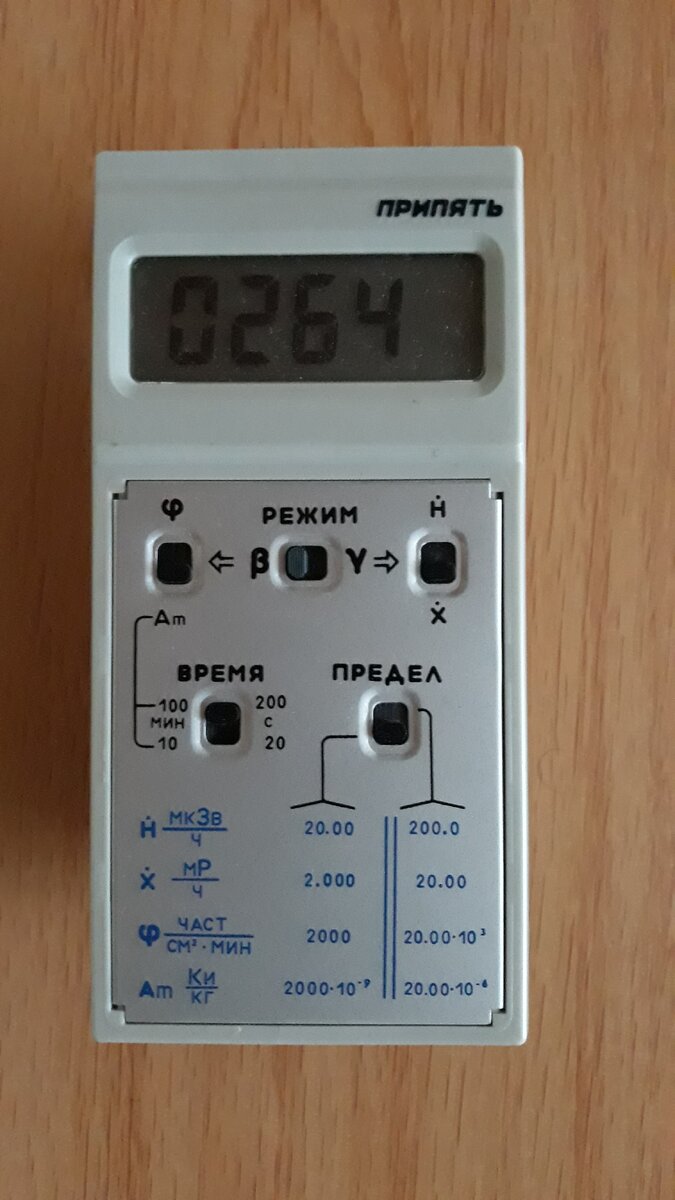 ПРИПЯТЬ
0264
φ РЕЖИМ Ḣ
⇦ β γ ⇨
Am Ẋ
ВРЕМЯ ПРЕДЕЛ
100 200
МИН с
10 20
Ḣ мкЗв/ч 20.00 200.0
Ẋ мР/ч 2.000 20.00
φ ЧАСТ/СМ²·МИН 2000 20.00·10³
Am Ки/кг 2000·10⁻⁹ 20.00·10⁻⁶